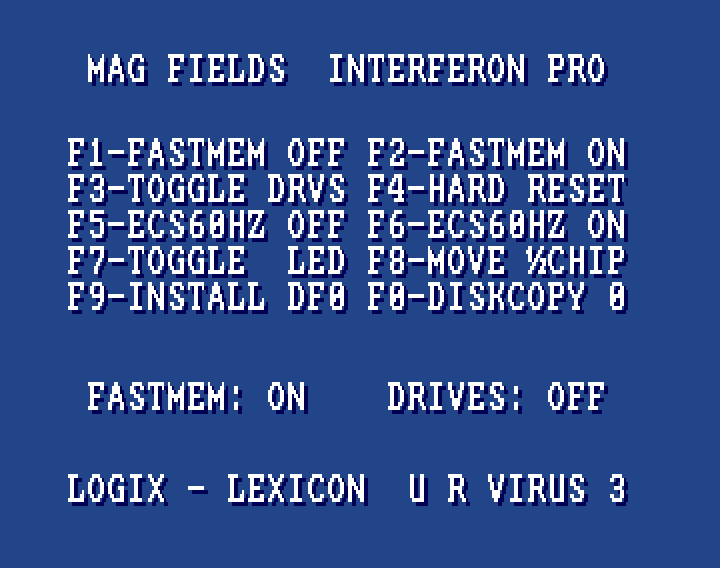 MAG FIELDS  INTERFERON PRO
F1-FASTMEM OFF F2-FASTMEM ON
F3-TOGGLE DRVS F4-HARD RESET
F5-ECS60HZ OFF F6-ECS60HZ ON
F7-TOGGLE  LED F8-MOVE ½CHIP
F9-INSTALL DF0 F0-DISKCOPY 0
FASTMEM: ON    DRIVES: OFF
LOGIX - LEXICON  U R VIRUS 3